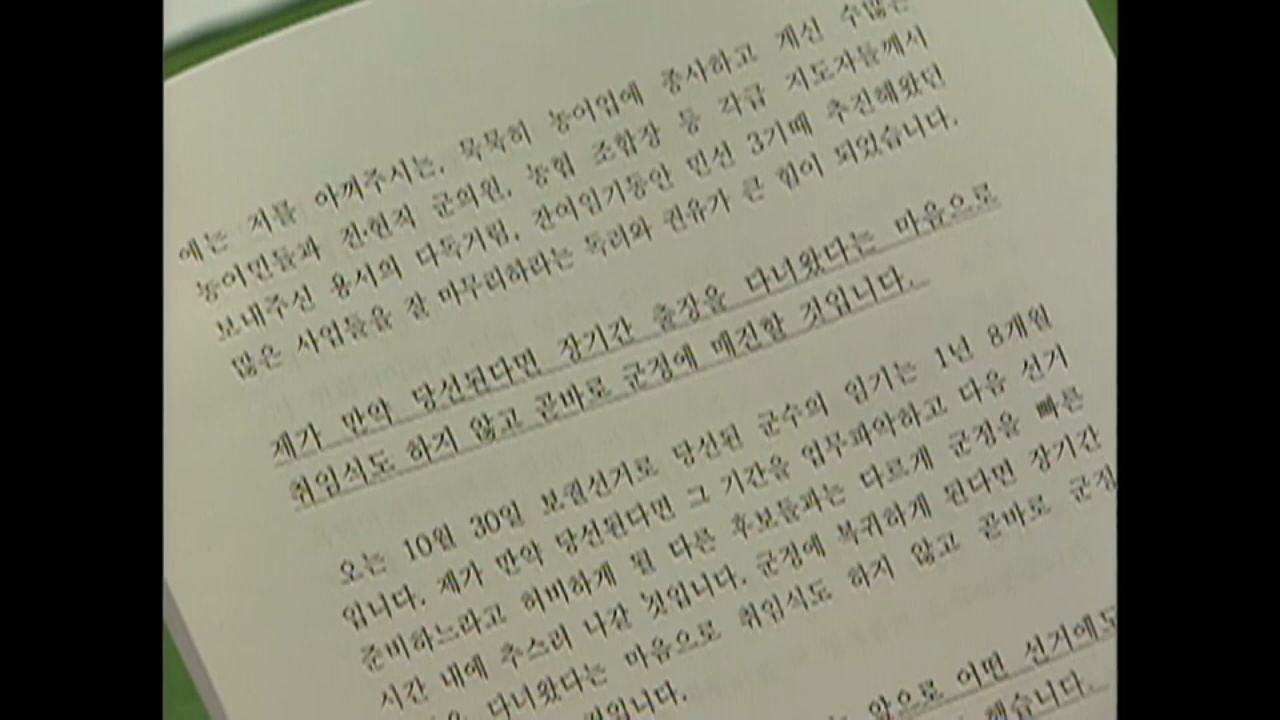 에는 저를 아껴주시는, 묵묵히 농어업에 종사하고 계신 수많은
농어민들과 전·현직 군의원, 농협 조합장 등 각급 지도자들께서
보내주신 용서의 다독거림, 잔여임기동안 민선 3기때 추진해왔던
많은 사업들을 잘 마무리하라는 독려와 권유가 큰 힘이 되었습니다.
제가 만약 당선된다면 장기간 출장을 다녀왔다는 마음으로
취임식도 하지 않고 곧바로 군정에 매진할 것입니다.
오는 10월 30일 보궐선거로 당선된 군수의 임기는 1년 8개월
입니다. 제가 만약 당선된다면 그 기간을 업무파악하고 다음 선거
준비하느라고 허비하게 될 다른 후보들과는 다르게 군정을 빠른
시간 내에 추스려 나갈 것입니다. 군정에 복귀하게 된다면 장기간
다녀왔다는 마음으로 취임식도 하지 않고 곧바로 군정
것입니다.
앞으로 어떤 선거에도
했습니다.